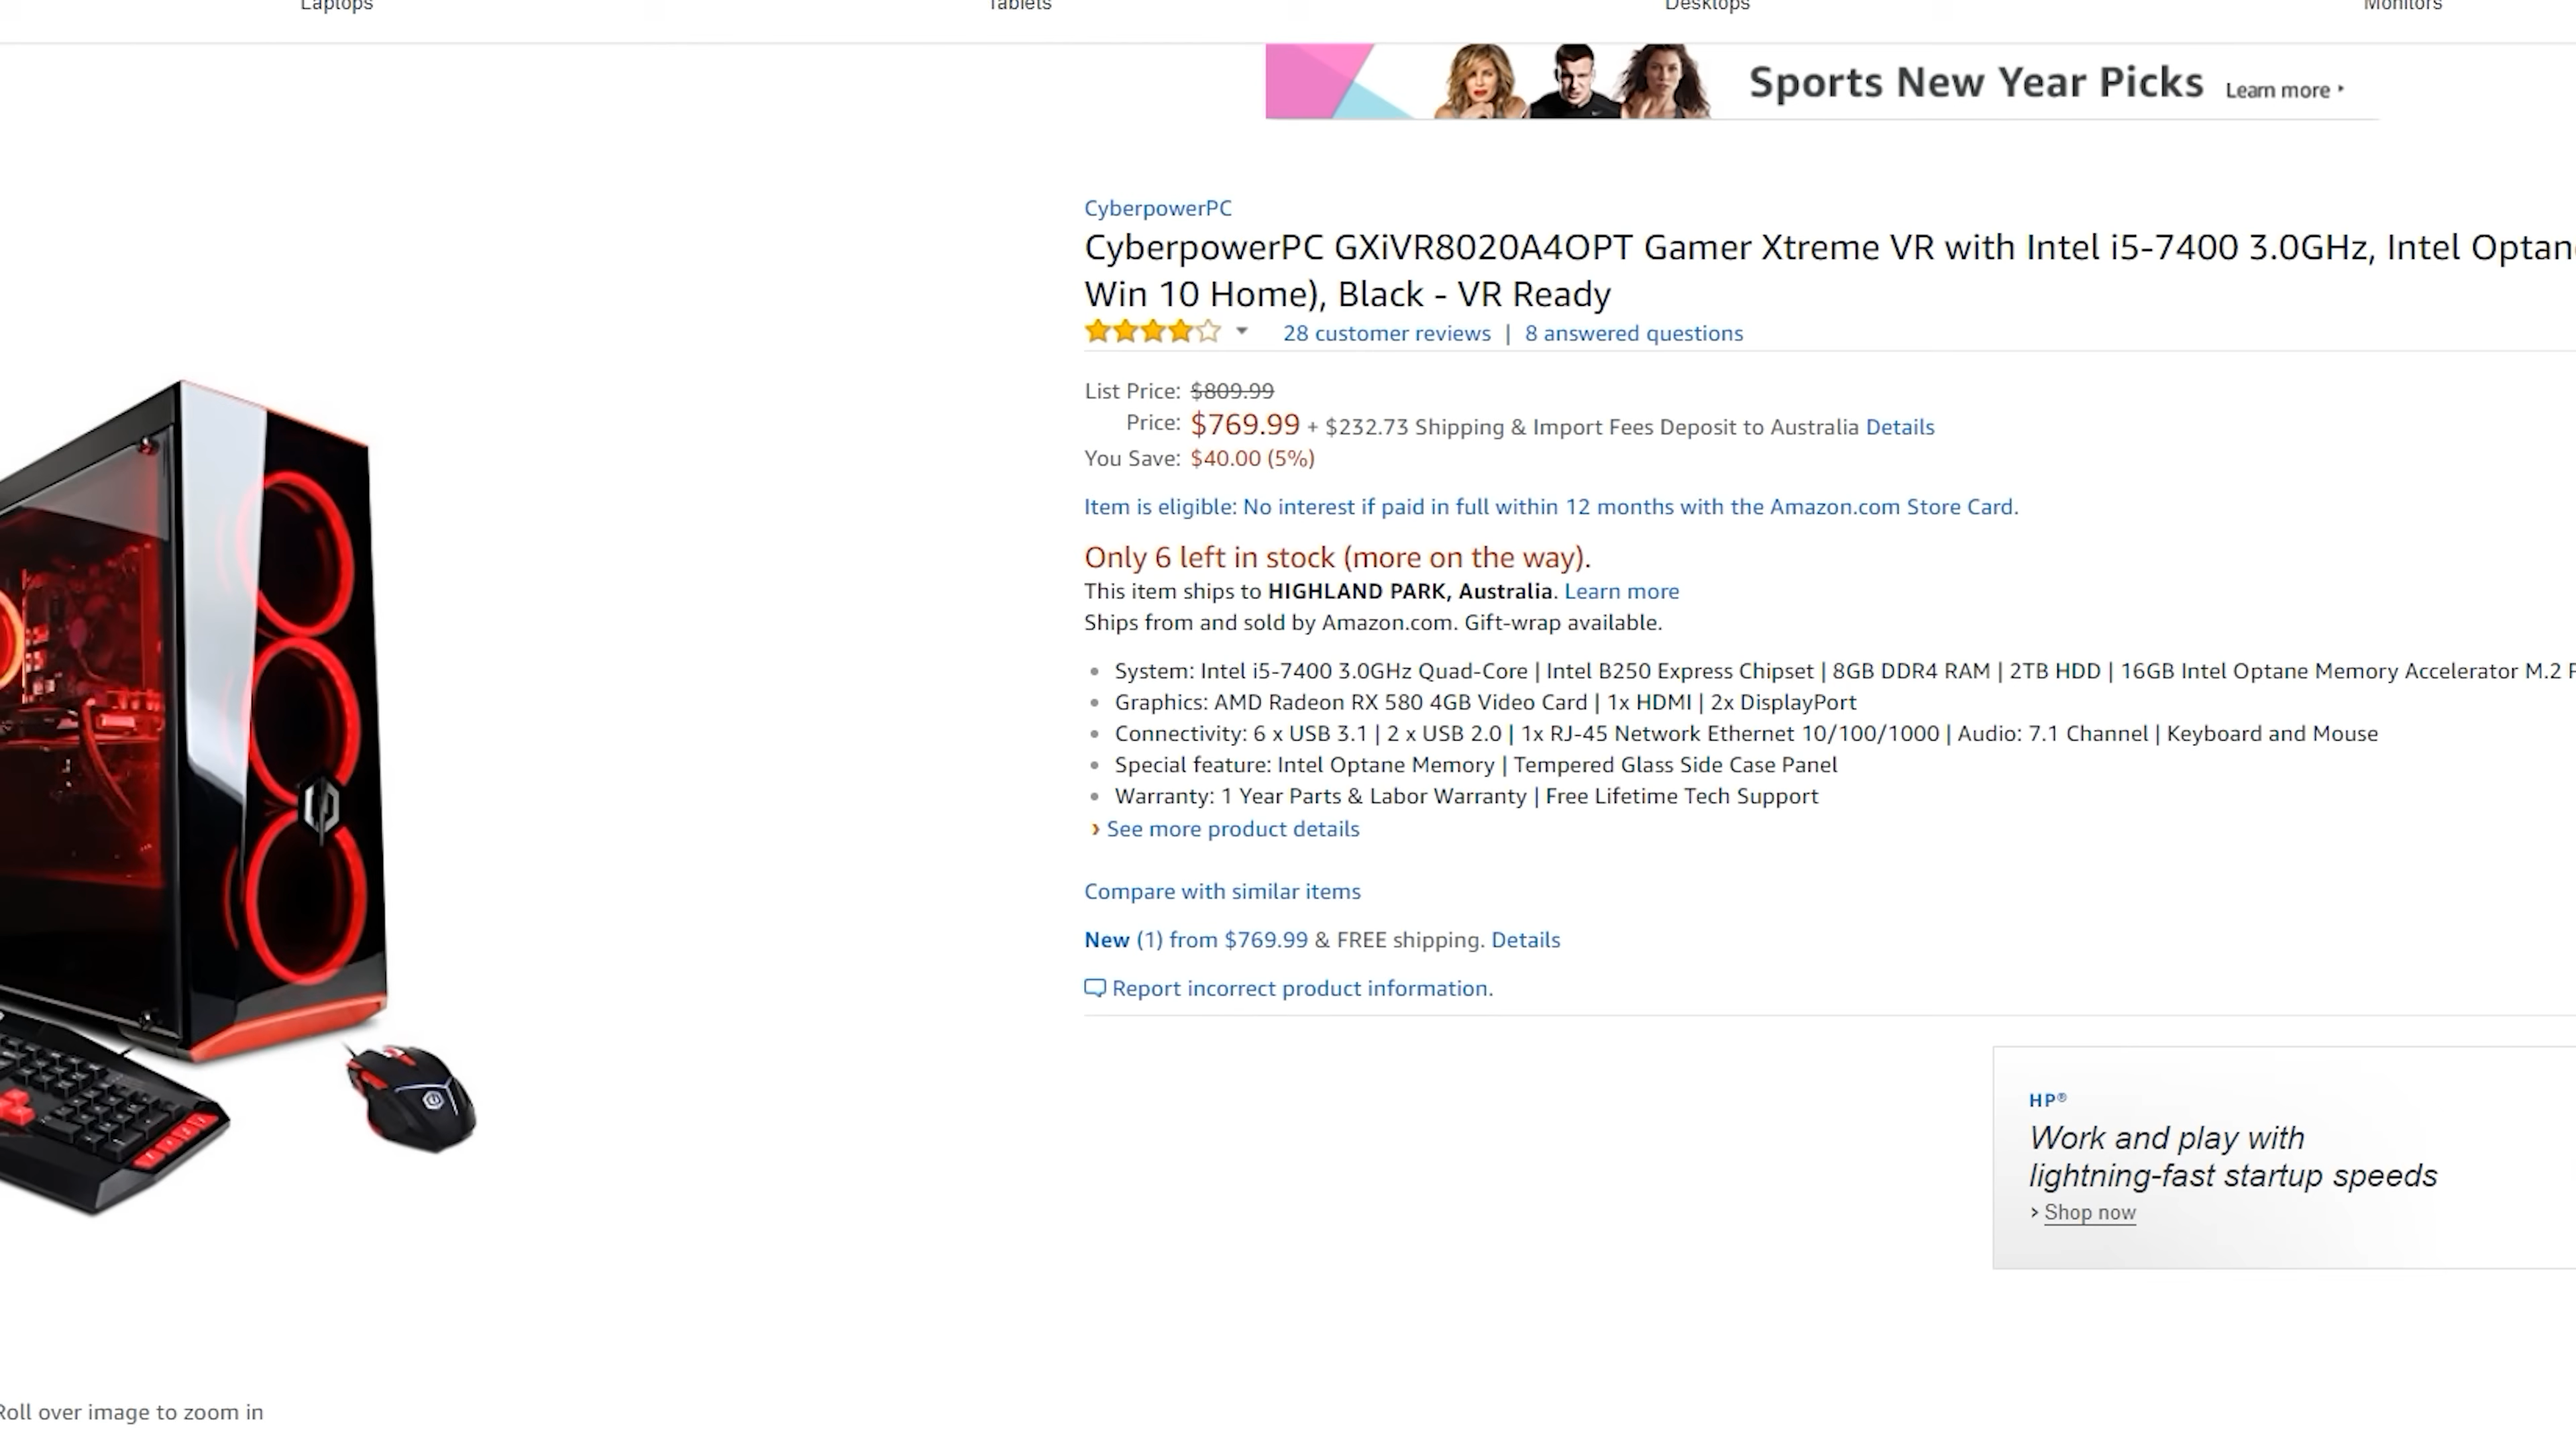 Laptops
Tablets
Desktops
Monitors
Sports New Year Picks Learn more
CyberpowerPC
CyberpowerPC GXiVR8020A4OPT Gamer Xtreme VR with Intel i5-7400 3.0GHz, Intel Optan
Win 10 Home), Black - VR Ready
28 customer reviews | 8 answered questions
List Price: $809.99
Price: $769.99 + $232.73 Shipping & Import Fees Deposit to Australia Details
You Save: $40.00 (5%)
Item is eligible: No interest if paid in full within 12 months with the Amazon.com Store Card.
Only 6 left in stock (more on the way).
This item ships to HIGHLAND PARK, Australia. Learn more
Ships from and sold by Amazon.com. Gift-wrap available.
System: Intel i5-7400 3.0GHz Quad-Core | Intel B250 Express Chipset | 8GB DDR4 RAM | 2TB HDD | 16GB Intel Optane Memory Accelerator M.2
Graphics: AMD Radeon RX 580 4GB Video Card | 1x HDMI | 2x DisplayPort
Connectivity: 6 x USB 3.1 | 2 x USB 2.0 | 1x RJ-45 Network Ethernet 10/100/1000 | Audio: 7.1 Channel | Keyboard and Mouse
Special feature: Intel Optane Memory | Tempered Glass Side Case Panel
Warranty: 1 Year Parts & Labor Warranty | Free Lifetime Tech Support
› See more product details
Compare with similar items
New (1) from $769.99 & FREE shipping. Details
Report incorrect product information.
HP®
Work and play with
lightning-fast startup speeds
› Shop now
Roll over image to zoom in